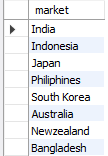 market
India
Indonesia
Japan
Philiphines
South Korea
Australia
Newzealand
Bangladesh